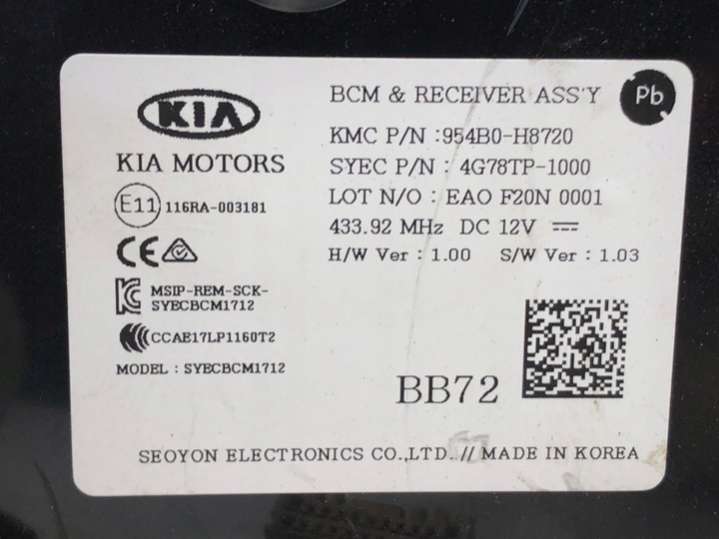 KIA
KIA MOTORS
E11 116RA-003181
CE
MSIP-REM-SCK-
SYECBCM1712
CCAE17LP1160T2
MODEL : SYECBCM1712
BCM & RECEIVER ASS'Y
Pb
KMC P/N :954B0-H8720
SYEC P/N : 4G78TP-1000
LOT N/O : EAO F20N 0001
433.92 MHz DC 12V
H/W Ver : 1.00 S/W Ver : 1.03
BB72
SEOYON ELECTRONICS CO.,LTD. // MADE IN KOREA